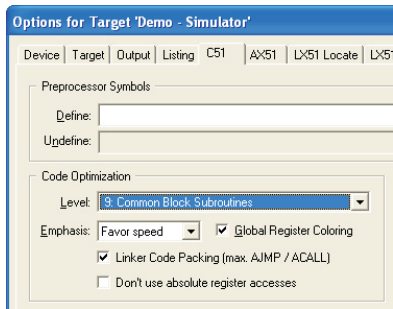 Options for Target 'Demo - Simulator'
Device Target Output Listing C51 AX51 LX51 Locate
Preprocessor Symbols
Define:
Undefine:
Code Optimization
Level: 9: Common Block Subroutines
Emphasis: Favor speed Global Register Coloring
Linker Code Packing (max. AJMP / ACALL)
Don't use absolute register accesses